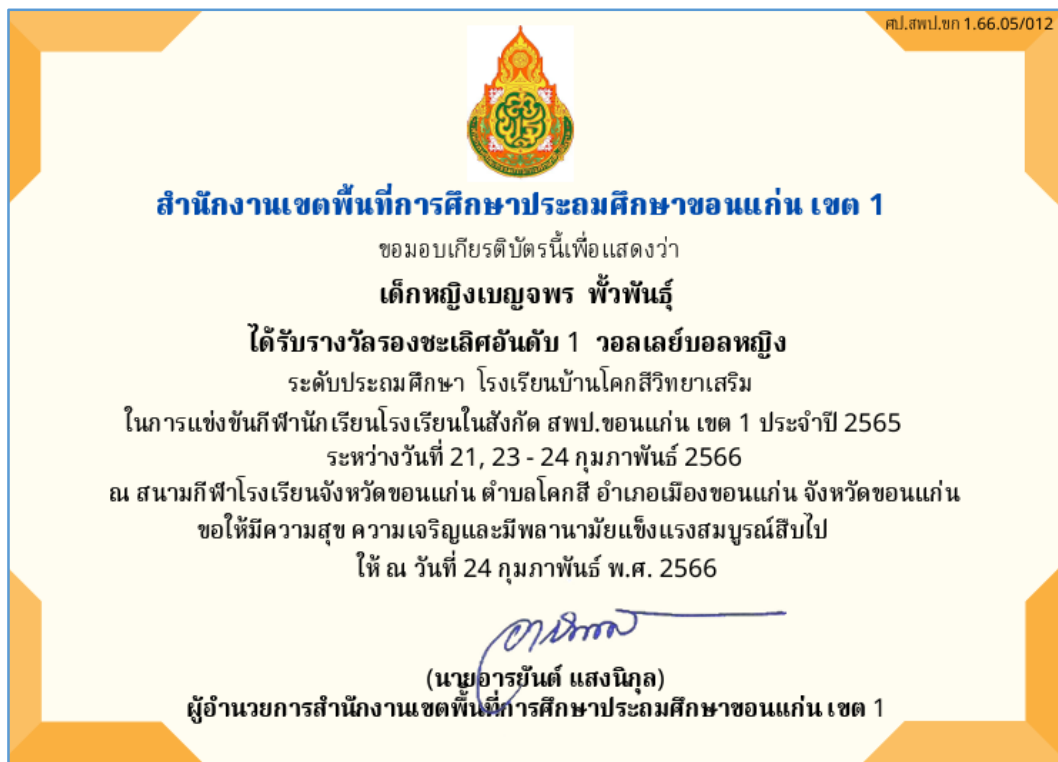 ศป.สพป.ขก 1.66.05/012
สำนักงานเขตพื้นที่การศึกษาประถมศึกษาขอนแก่น เขต 1
ขอมอบเกียรติบัตรนี้เพื่อแสดงว่า
เด็กหญิงเบญจพร พั้วพันธุ์
ได้รับรางวัลรองชะเลิศอันดับ 1 วอลเลย์บอลหญิง
ระดับประถมศึกษา โรงเรียนบ้านโคกสีวิทยาเสริม
ในการแข่งขันกีฬานักเรียนโรงเรียนในสังกัด สพป.ขอนแก่น เขต 1 ประจำปี 2565
ระหว่างวันที่ 21, 23 - 24 กุมภาพันธ์ 2566
ณ สนามกีฬาโรงเรียนจังหวัดขอนแก่น ตำบลโคกสี อำเภอเมืองขอนแก่น จังหวัดขอนแก่น
ขอให้มีความสุข ความเจริญและมีพลานามัยแข็งแรงสมบูรณ์สืบไป
ให้ ณ วันที่ 24 กุมภาพันธ์ พ.ศ. 2566
(นายอารยันต์ แสงนิกุล)
ผู้อำนวยการสำนักงานเขตพื้นที่การศึกษาประถมศึกษาขอนแก่น เขต 1